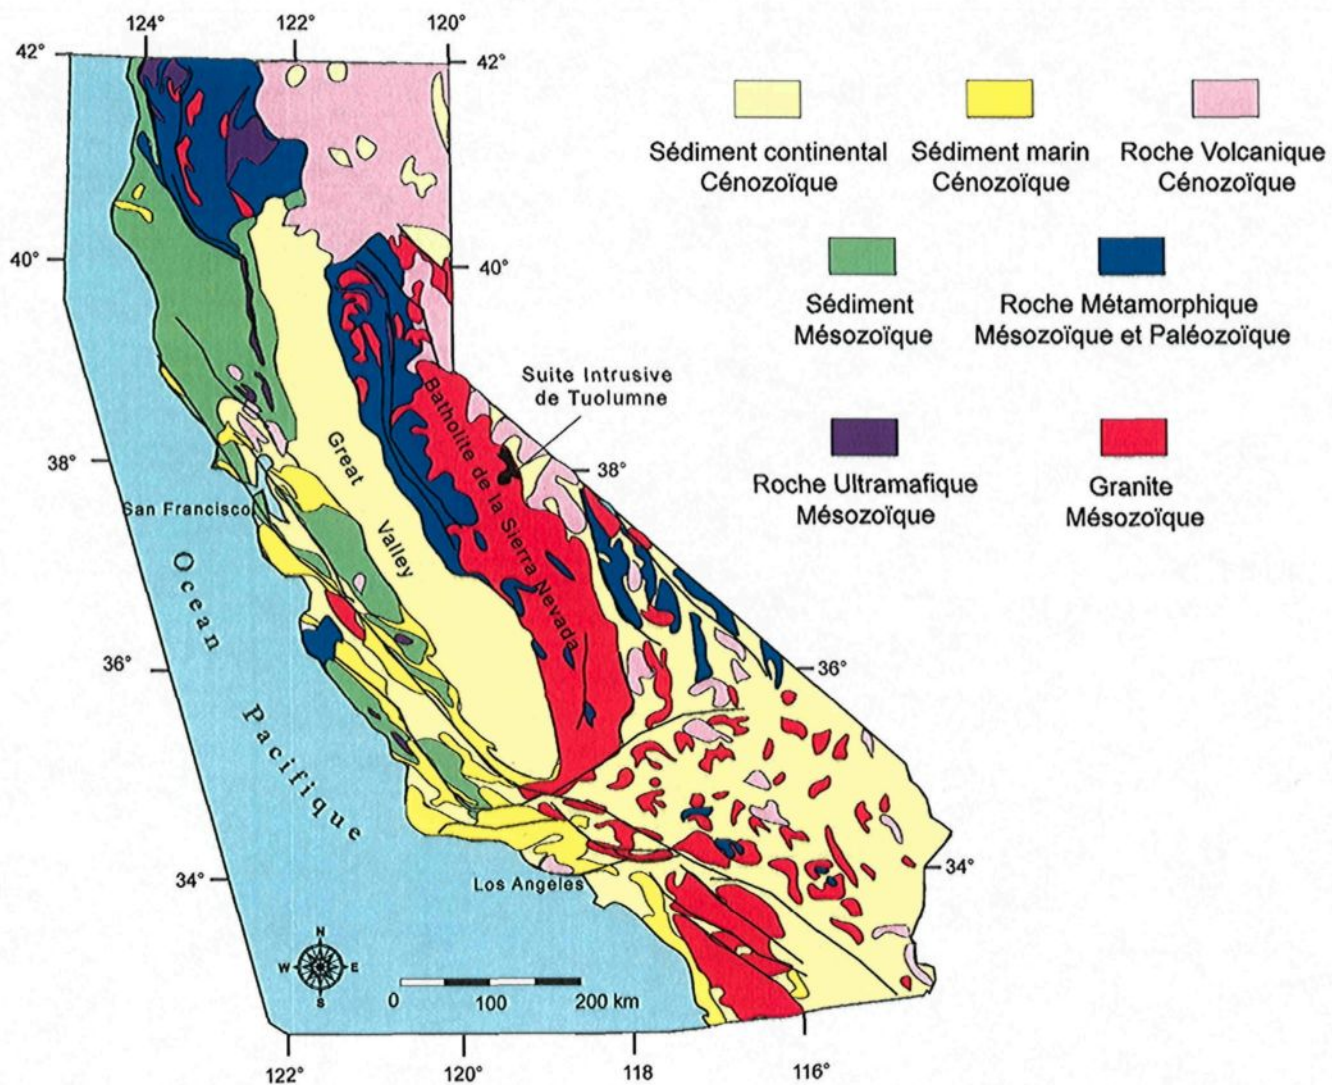 124°
122°
120°
42°
42°
Sédiment continental
Cénozoïque
Sédiment marin
Cénozoïque
Roche Volcanique
Cénozoïque
40°
40°
Sédiment
Mésozoïque
Roche Métamorphique
Mésozoïque et Paléozoïque
Suite Intrusive
de Tuolumne
Batholite de la Sierra Nevada
Great
Valley
38°
38°
Roche Ultramafique
Mésozoïque
Granite
Mésozoïque
San Francisco
Ocean
Pacifique
36°
36°
34°
34°
Los Angeles
N
W
E
S
0
100
200 km
122°
120°
118°
116°